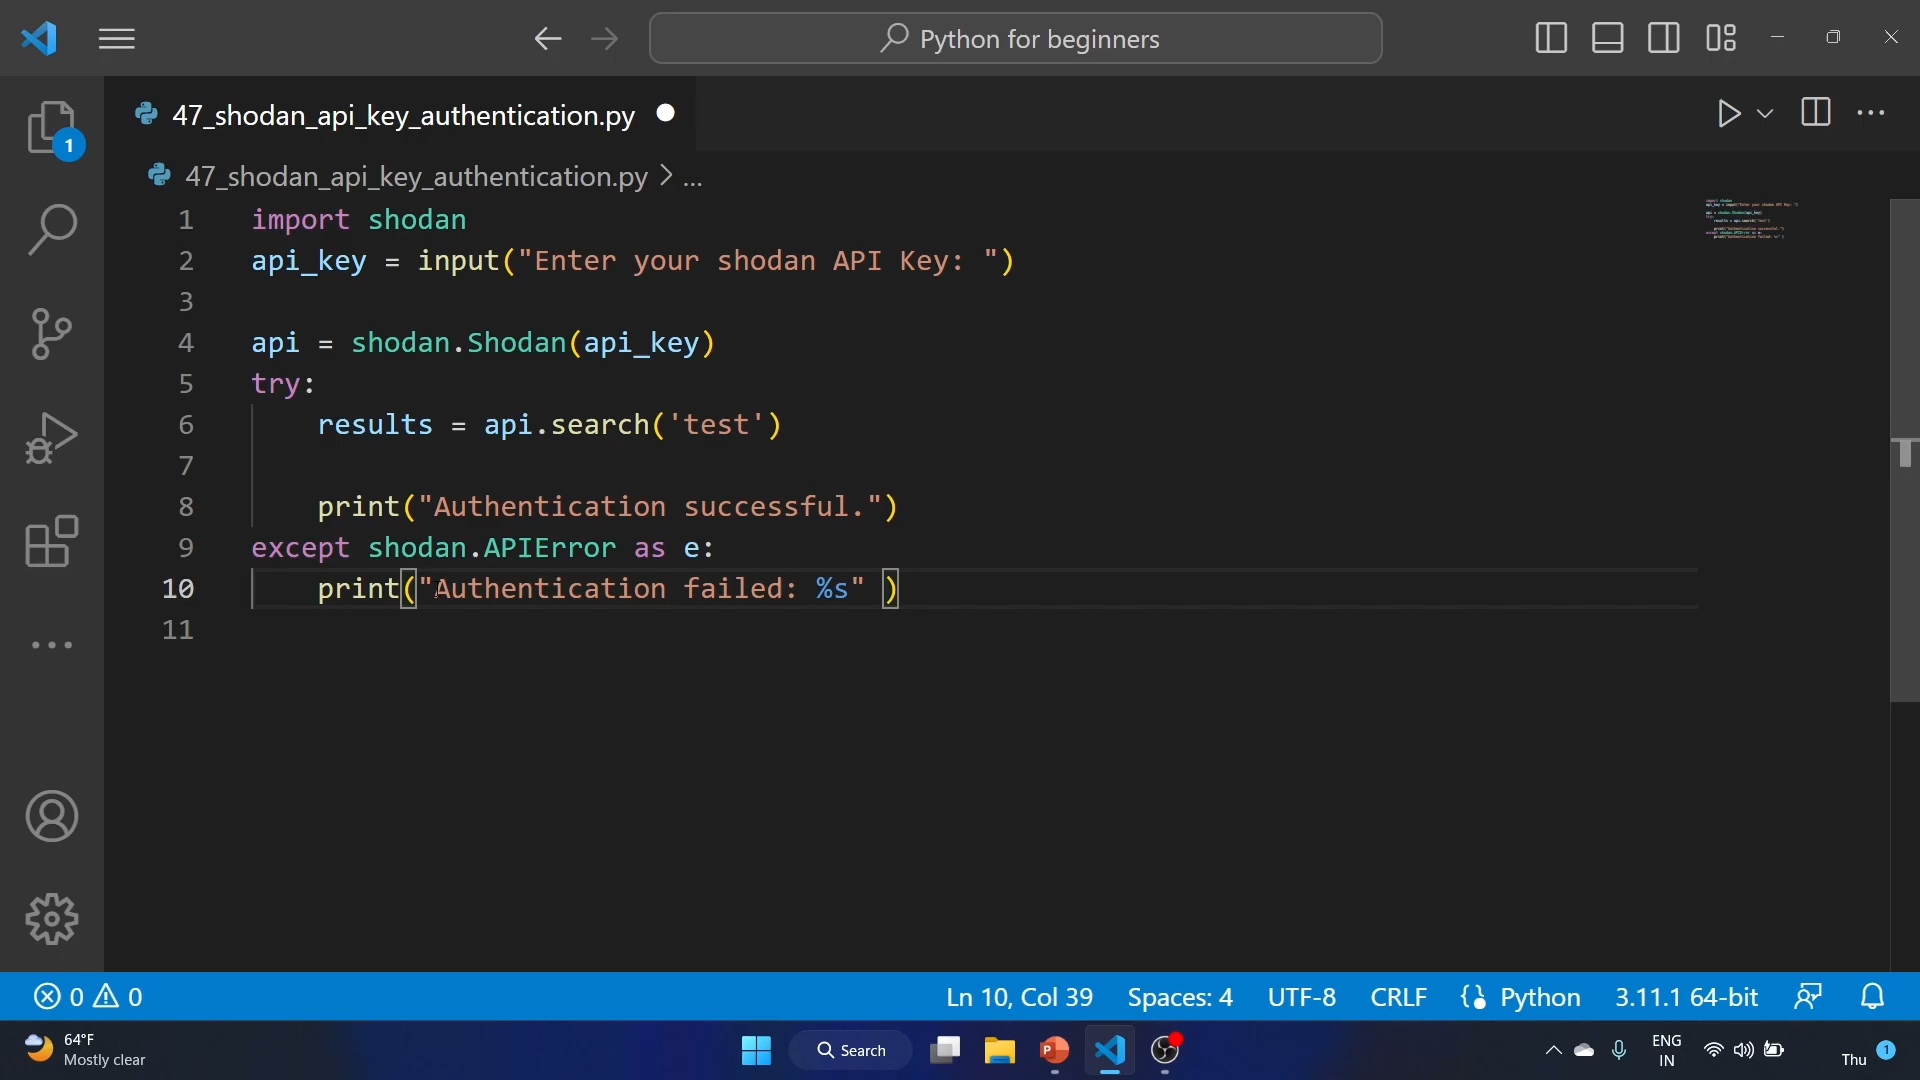 Python for beginners
47_shodan_api_key_authentication.py
1
47_shodan_api_key_authentication.py > ...
1 import shodan
2 api_key = input("Enter your shodan API Key: ")
3
4 api = shodan.Shodan(api_key)
5 try:
6 results = api.search('test')
7
8 print("Authentication successful.")
9 except shodan.APIError as e:
10 print("Authentication failed: %s" )
11
0 0 Ln 10, Col 39 Spaces: 4 UTF-8 CRLF {} Python 3.11.1 64-bit
64°F
Mostly clear
Search
ENG
IN
Thu 1